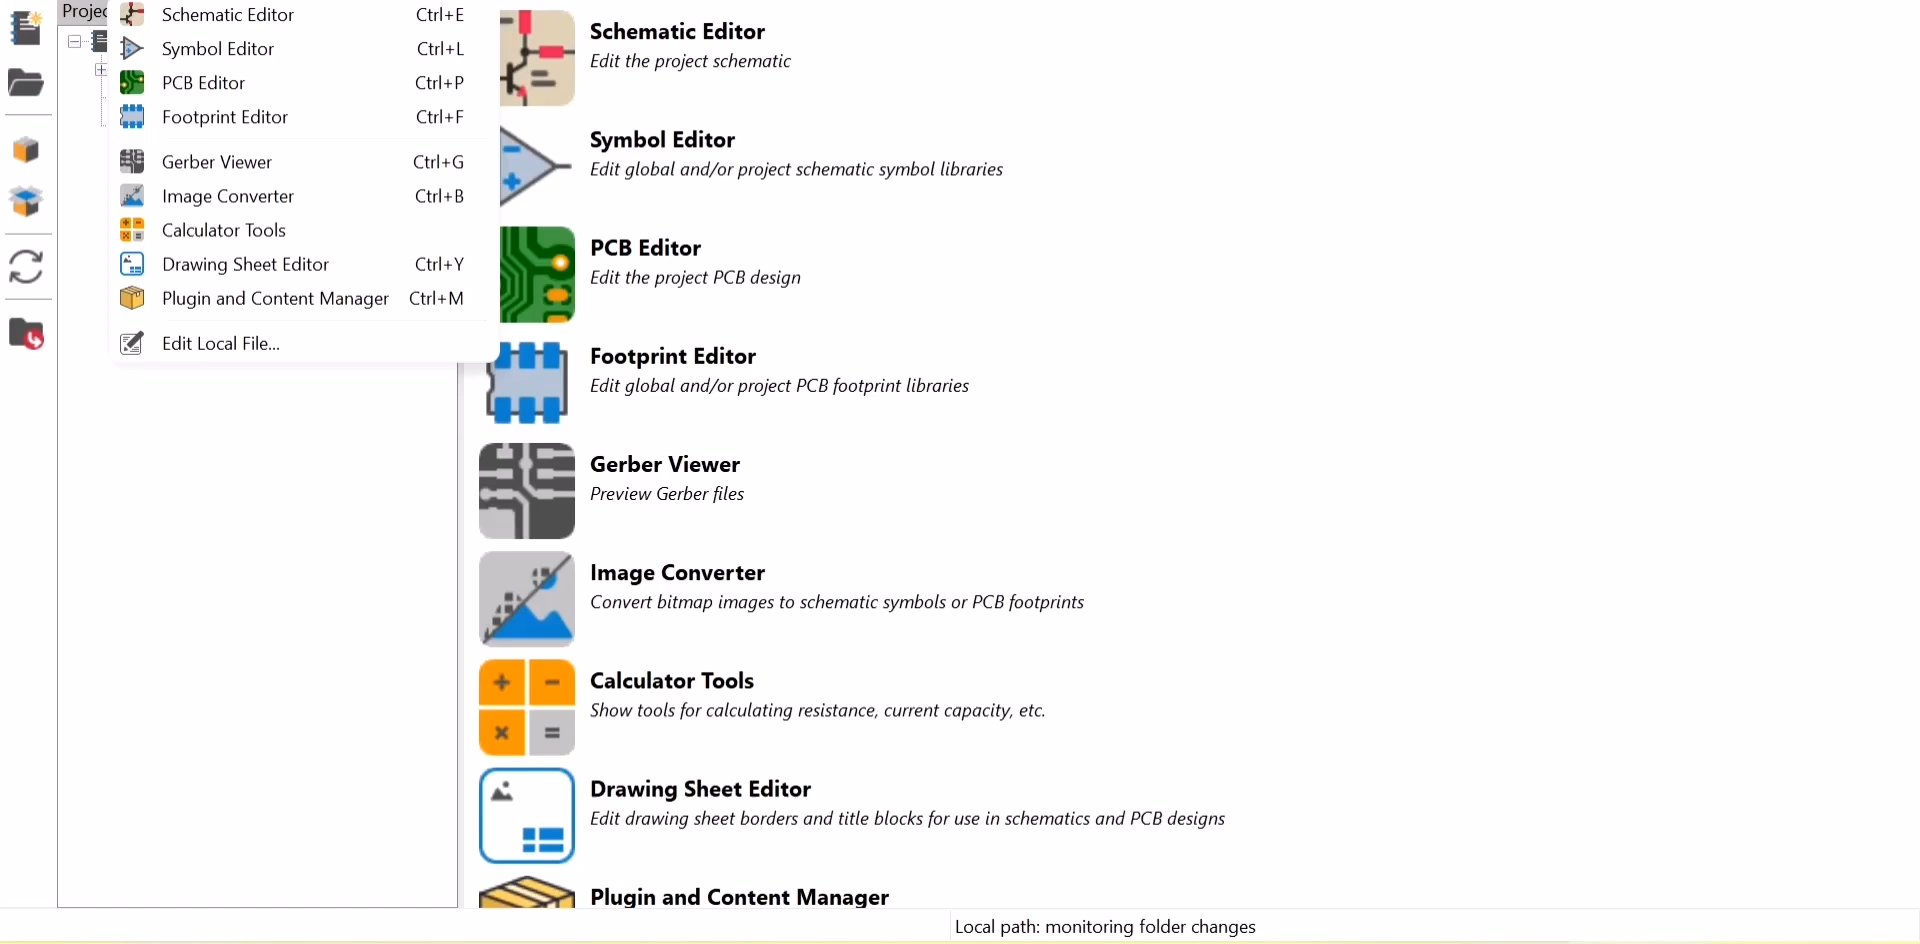 Schematic Editor Ctrl+E
Symbol Editor Ctrl+L
PCB Editor Ctrl+P
Footprint Editor Ctrl+F
Gerber Viewer Ctrl+G
Image Converter Ctrl+B
Calculator Tools
Drawing Sheet Editor Ctrl+Y
Plugin and Content Manager Ctrl+M
Edit Local File...
Schematic Editor
Edit the project schematic
Symbol Editor
Edit global and/or project schematic symbol libraries
PCB Editor
Edit the project PCB design
Footprint Editor
Edit global and/or project PCB footprint libraries
Gerber Viewer
Preview Gerber files
Image Converter
Convert bitmap images to schematic symbols or PCB footprints
Calculator Tools
Show tools for calculating resistance, current capacity, etc.
Drawing Sheet Editor
Edit drawing sheet borders and title blocks for use in schematics and PCB designs
Plugin and Content Manager
Local path: monitoring folder changes